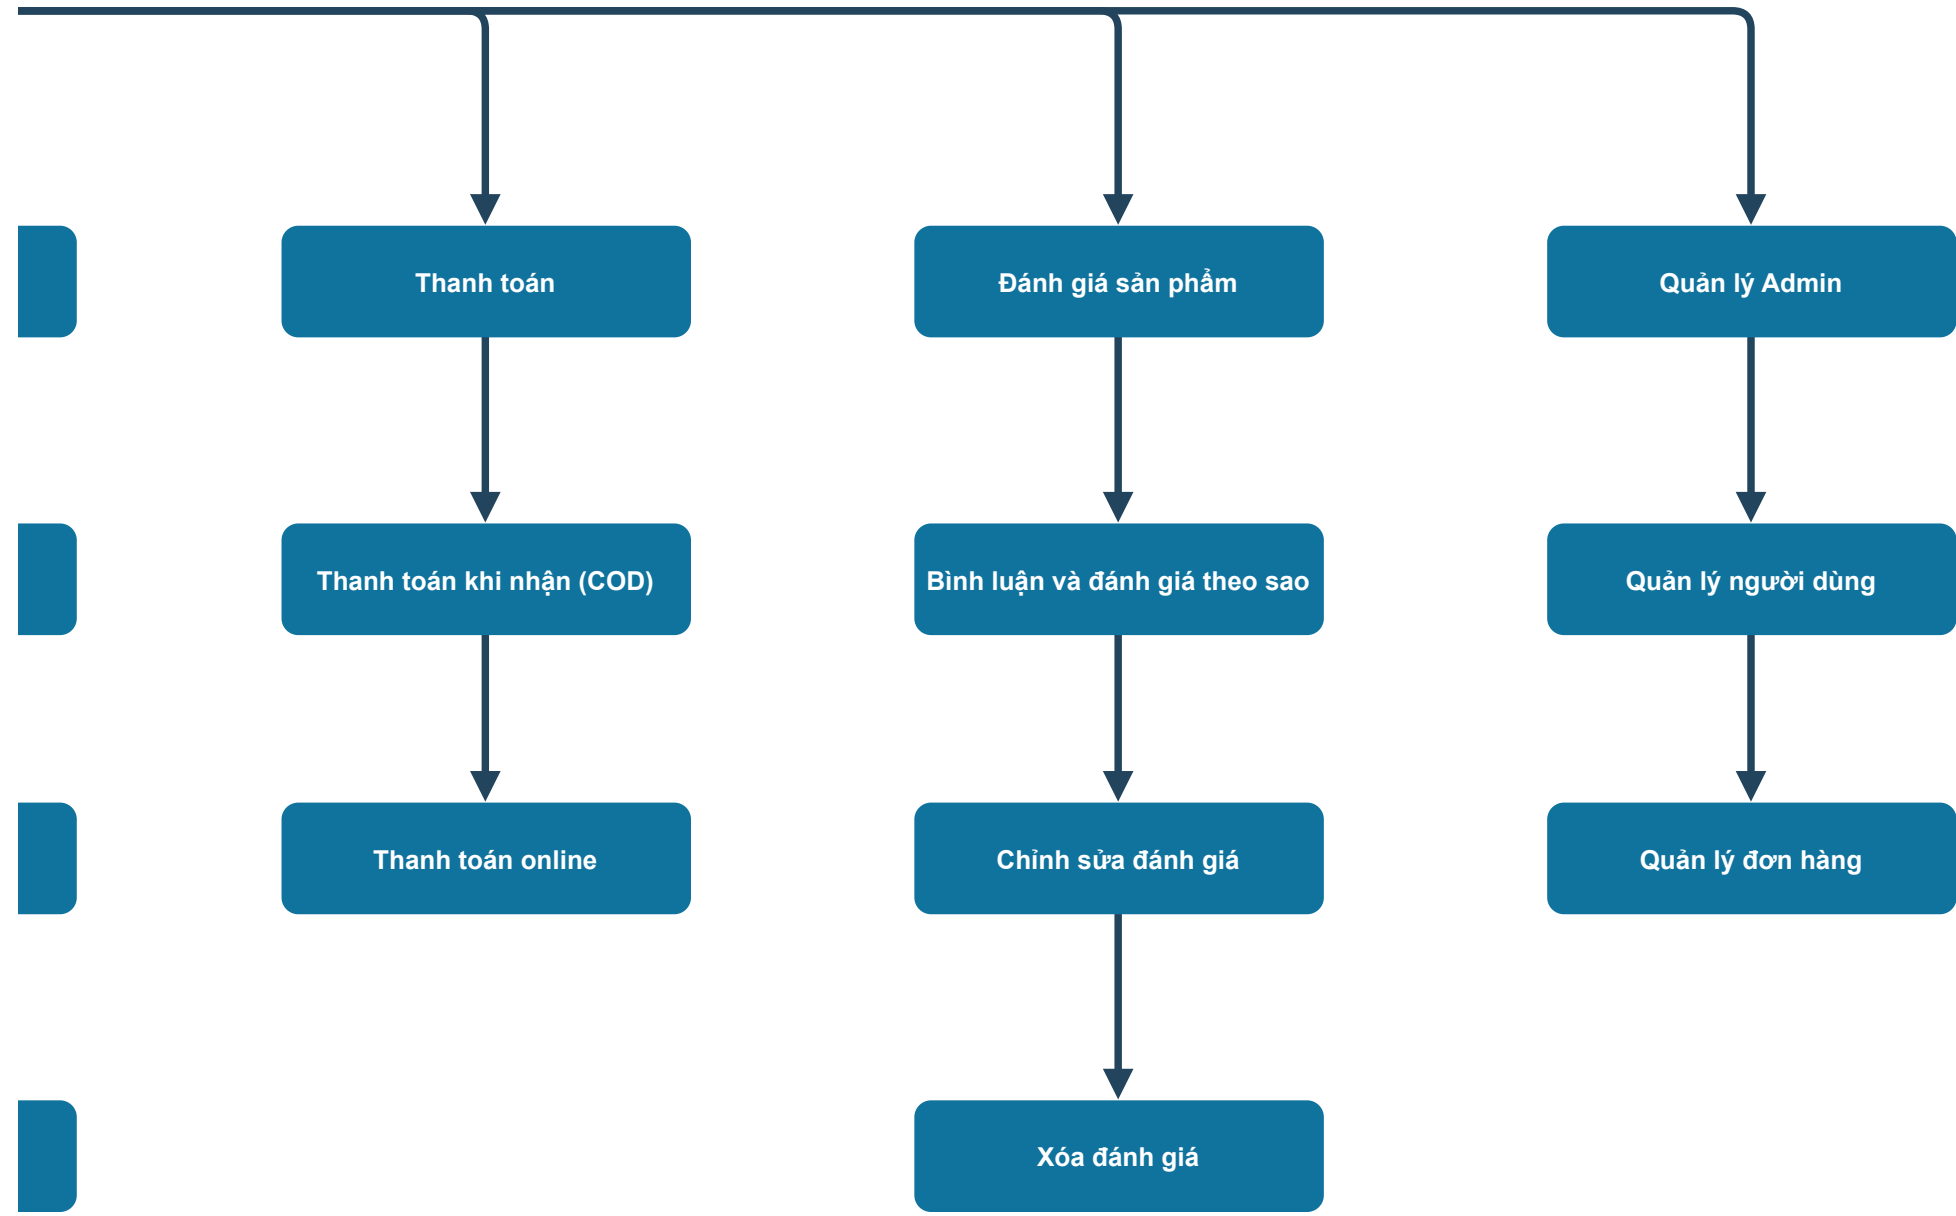 Thanh toán
Đánh giá sản phẩm
Quản lý Admin
Thanh toán khi nhận (COD)
Bình luận và đánh giá theo sao
Quản lý người dùng
Thanh toán online
Chỉnh sửa đánh giá
Quản lý đơn hàng
Xóa đánh giá